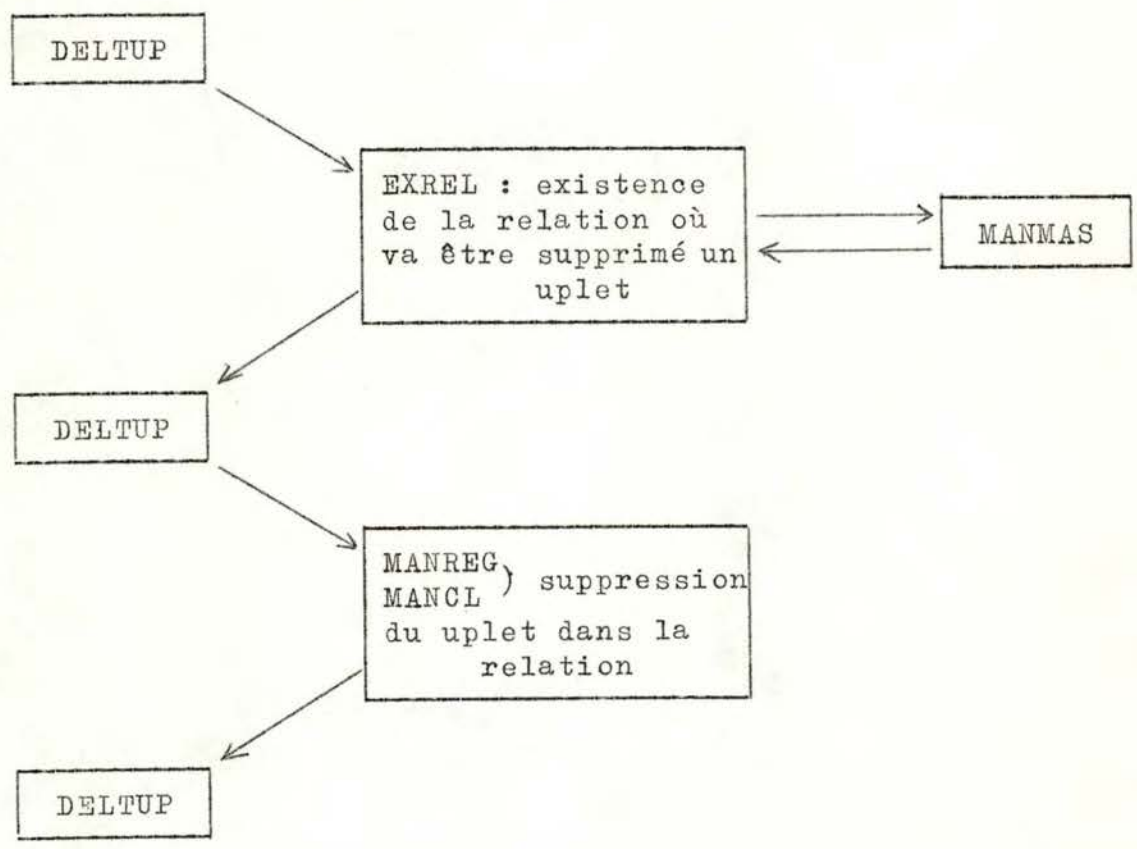 DELTUP
EXREL : existence
de la relation où
va être supprimé un
uplet
MANMAS
DELTUP
MANREG
MANCL ) suppression
du uplet dans la
relation
DELTUP